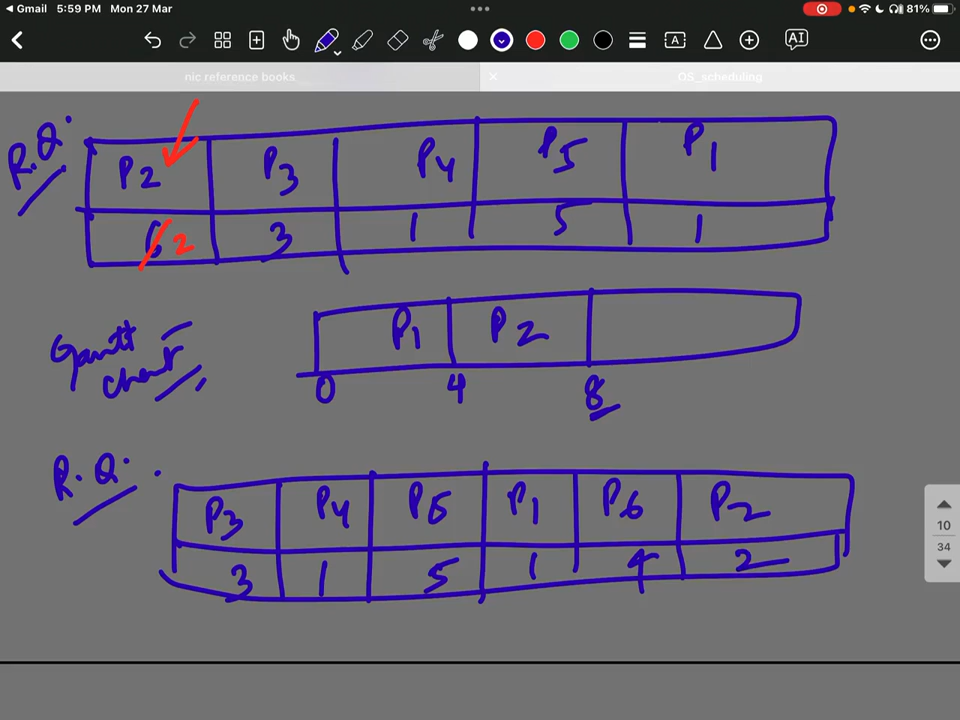 Gmail 5:59 PM Mon 27 Mar 81%
AI
nic reference books OS_scheduling
R.Q:
P2 P3 P4 P5 P1
6 2 3 1 5 1
P1 P2
Gantt
chart
0 4 8
R.Q:
P3 P4 P5 P1 P6 P2
3 1 5 1 4 2
10
34